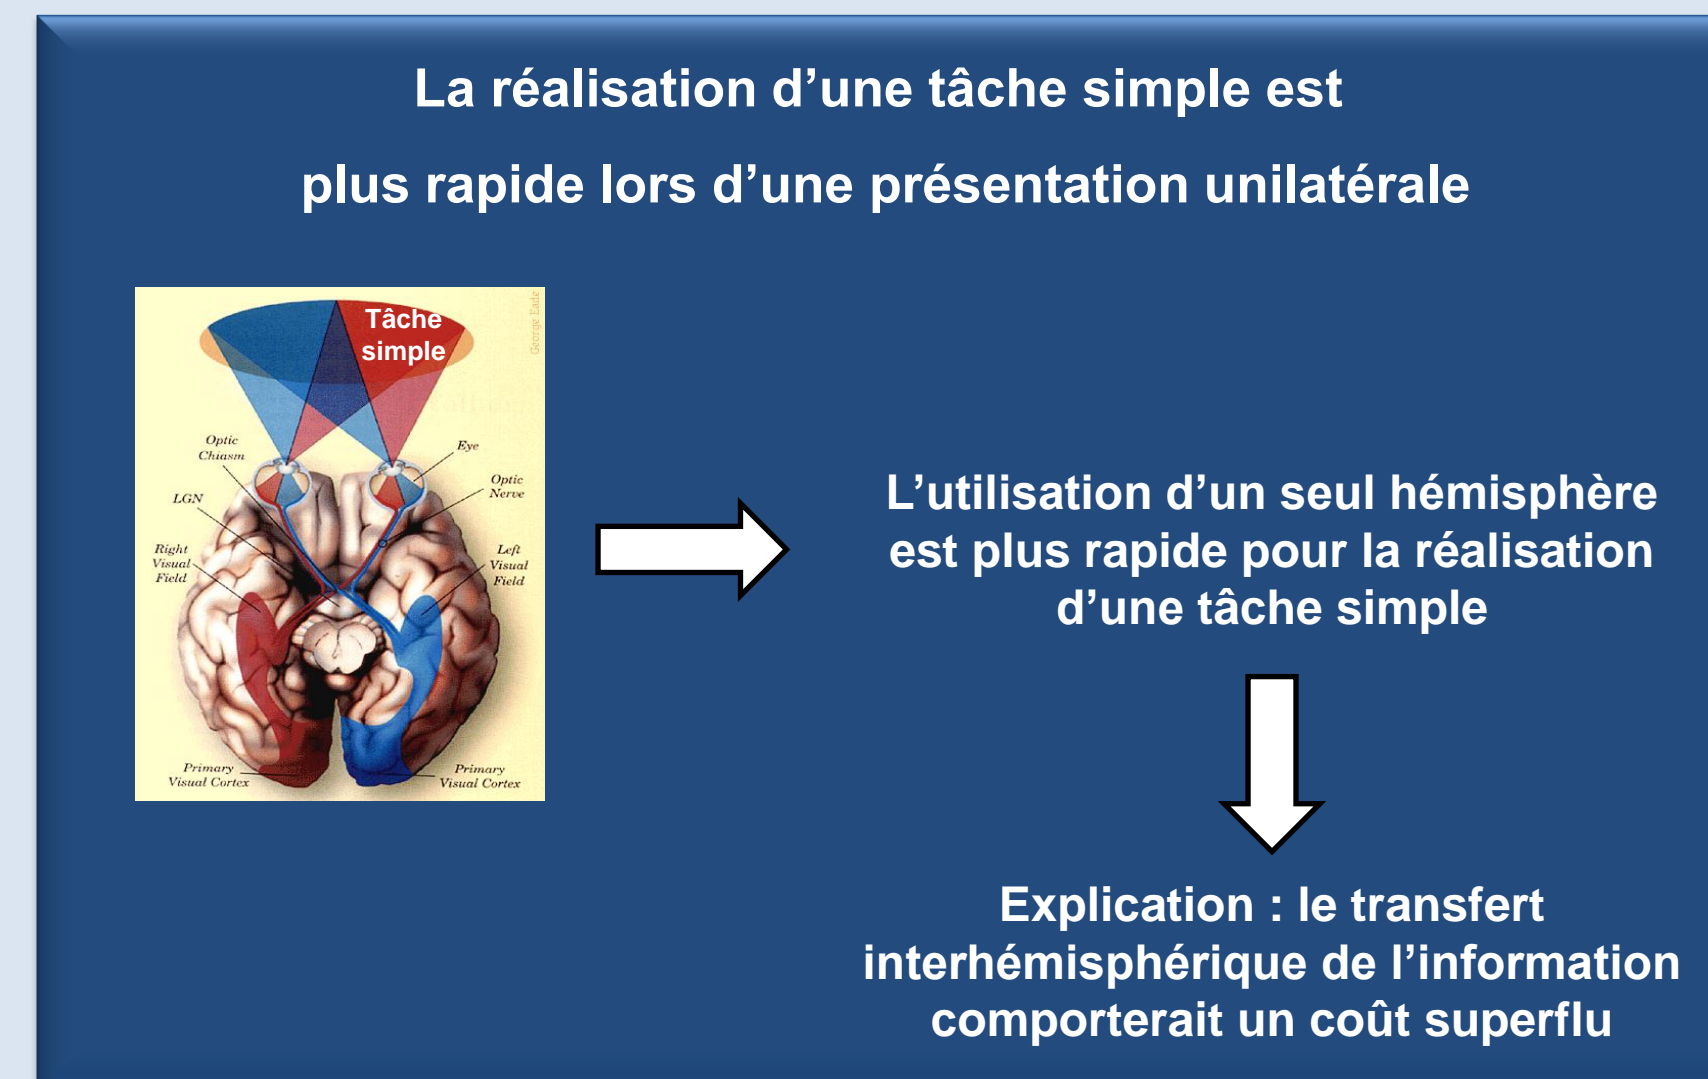 La réalisation d’une tâche simple est
plus rapide lors d’une présentation unilatérale
Tâche
simple
George Eade
Optic
Chiasm
Eye
LGN
Optic
Nerve
Right
Visual
Field
Left
Visual
Field
Primary
Visual Cortex
Primary
Visual Cortex
L’utilisation d’un seul hémisphère
est plus rapide pour la réalisation
d’une tâche simple
Explication : le transfert
interhémisphérique de l’information
comporterait un coût superflu